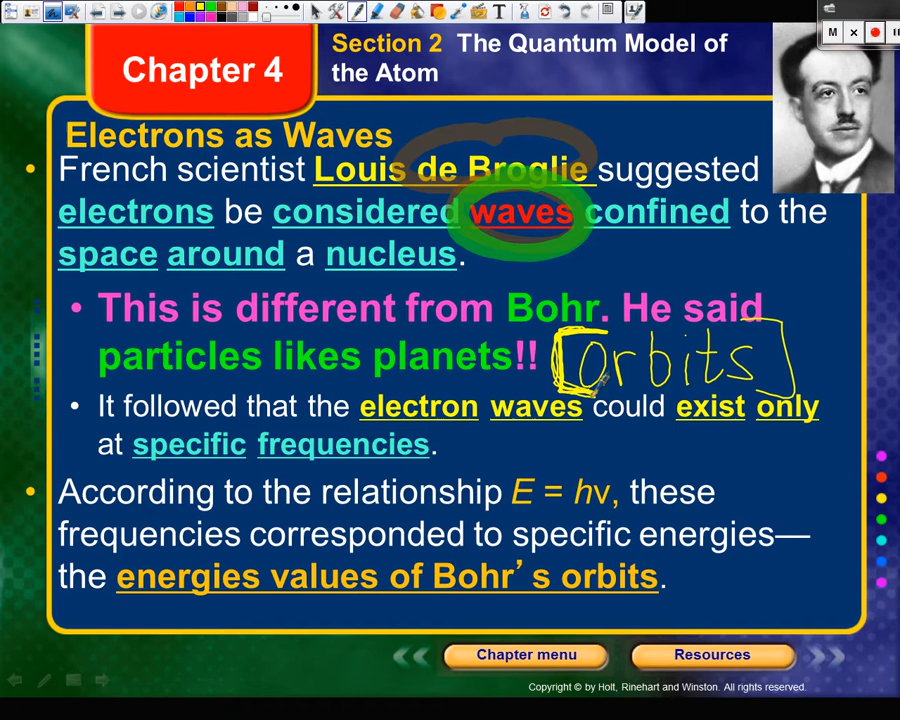 M
Chapter 4
Section 2 The Quantum Model of
the Atom
Electrons as Waves
• French scientist Louis de Broglie suggested
electrons be considered waves confined to the
space around a nucleus.
• This is different from Bohr. He said
particles likes planets!! [Orbits]
• It followed that the electron waves could exist only
at specific frequencies.
• According to the relationship E = hν, these
frequencies corresponded to specific energies—
the energies values of Bohr’s orbits.
Chapter menu
Resources
Copyright © by Holt, Rinehart and Winston. All rights reserved.